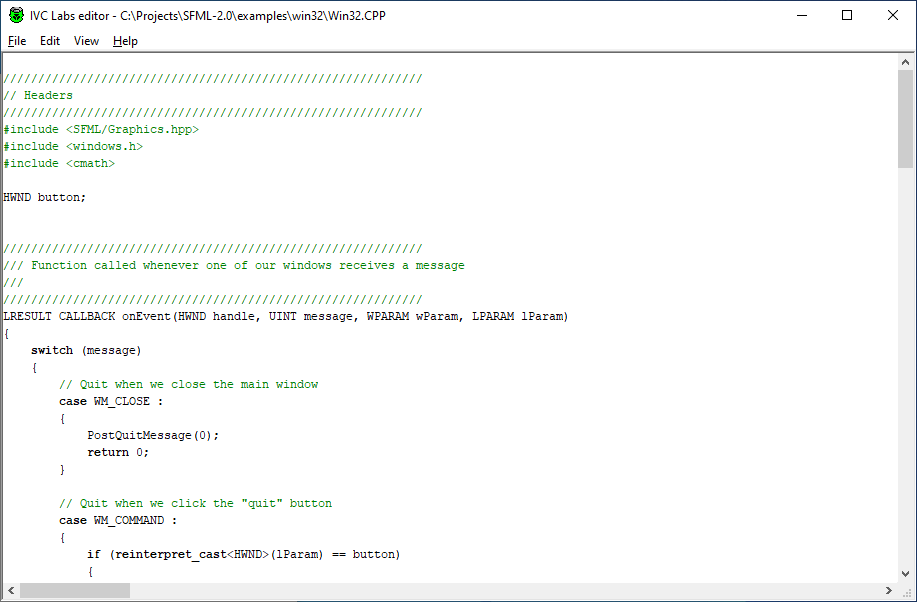 IVC Labs editor - C:\Projects\SFML-2.0\examples\win32\Win32.CPP
File Edit View Help
////////////////////////////////////////////////////////////
// Headers
////////////////////////////////////////////////////////////
#include <SFML/Graphics.hpp>
#include <windows.h>
#include <cmath>
HWND button;
////////////////////////////////////////////////////////////
/// Function called whenever one of our windows receives a message
///
////////////////////////////////////////////////////////////
LRESULT CALLBACK onEvent(HWND handle, UINT message, WPARAM wParam, LPARAM lParam)
{
    switch (message)
    {
        // Quit when we close the main window
        case WM_CLOSE :
        {
            PostQuitMessage(0);
            return 0;
        }
        // Quit when we click the "quit" button
        case WM_COMMAND :
        {
            if (reinterpret_cast<HWND>(lParam) == button)
            {